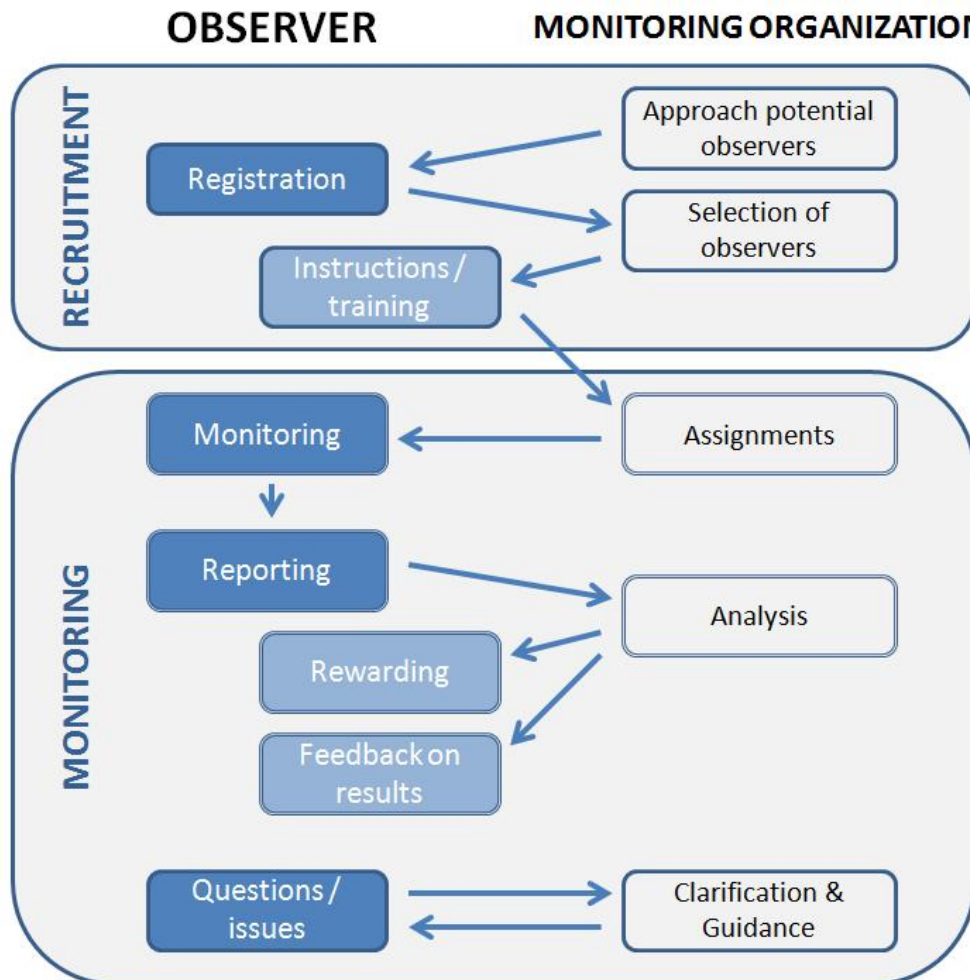 OBSERVER
MONITORING ORGANIZATION
RECRUITMENT
Approach potential
observers
Registration
Selection of
observers
Instructions /
training
MONITORING
Monitoring
Assignments
Reporting
Analysis
Rewarding
Feedback on
results
Questions /
issues
Clarification &
Guidance